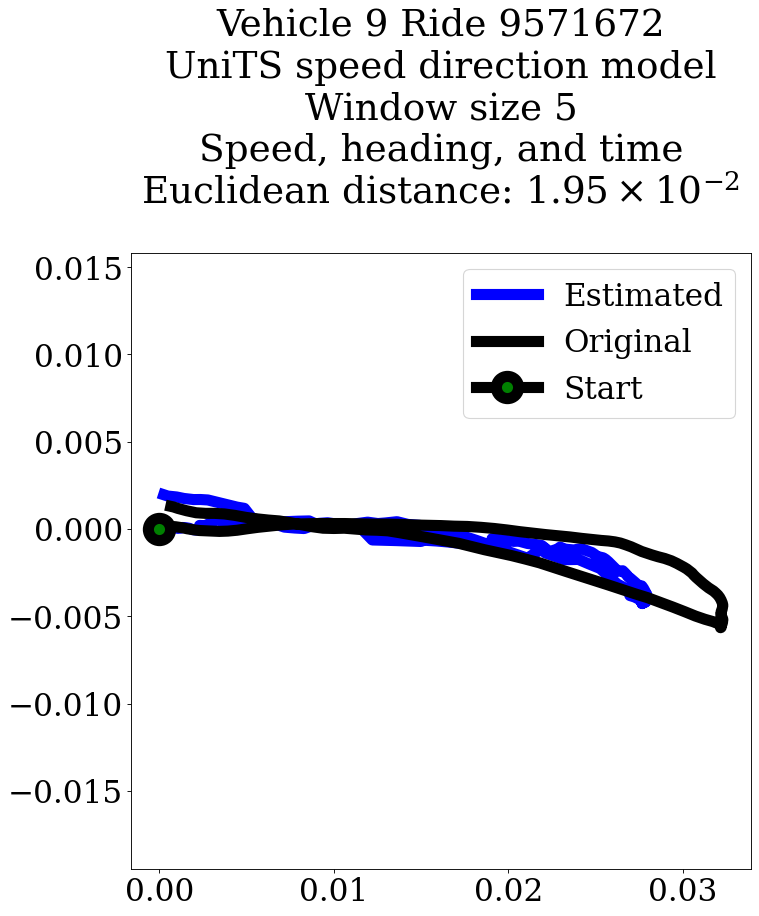 Vehicle 9 Ride 9571672
UniTS speed direction model
Window size 5
Speed, heading, and time
Euclidean distance: 1.95 × 10⁻²
Estimated
Original
Start
0.015
0.010
0.005
0.000
−0.005
−0.010
−0.015
0.00 0.01 0.02 0.03